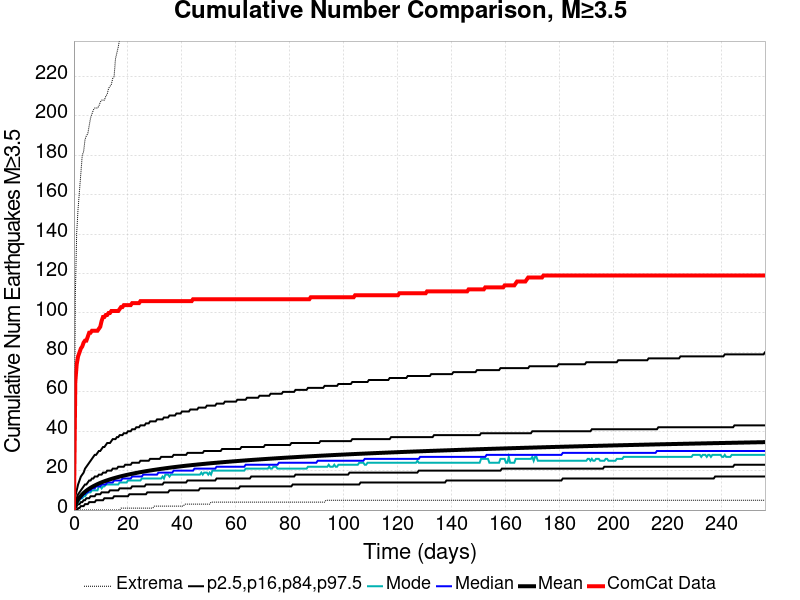 Cumulative Number Comparison, M≥3.5
Cumulative Num Earthquakes M≥3.5
220
200
180
160
140
120
100
80
60
40
20
0
0 20 40 60 80 100 120 140 160 180 200 220 240
Time (days)
Extrema p2.5,p16,p84,p97.5 Mode Median Mean ComCat Data